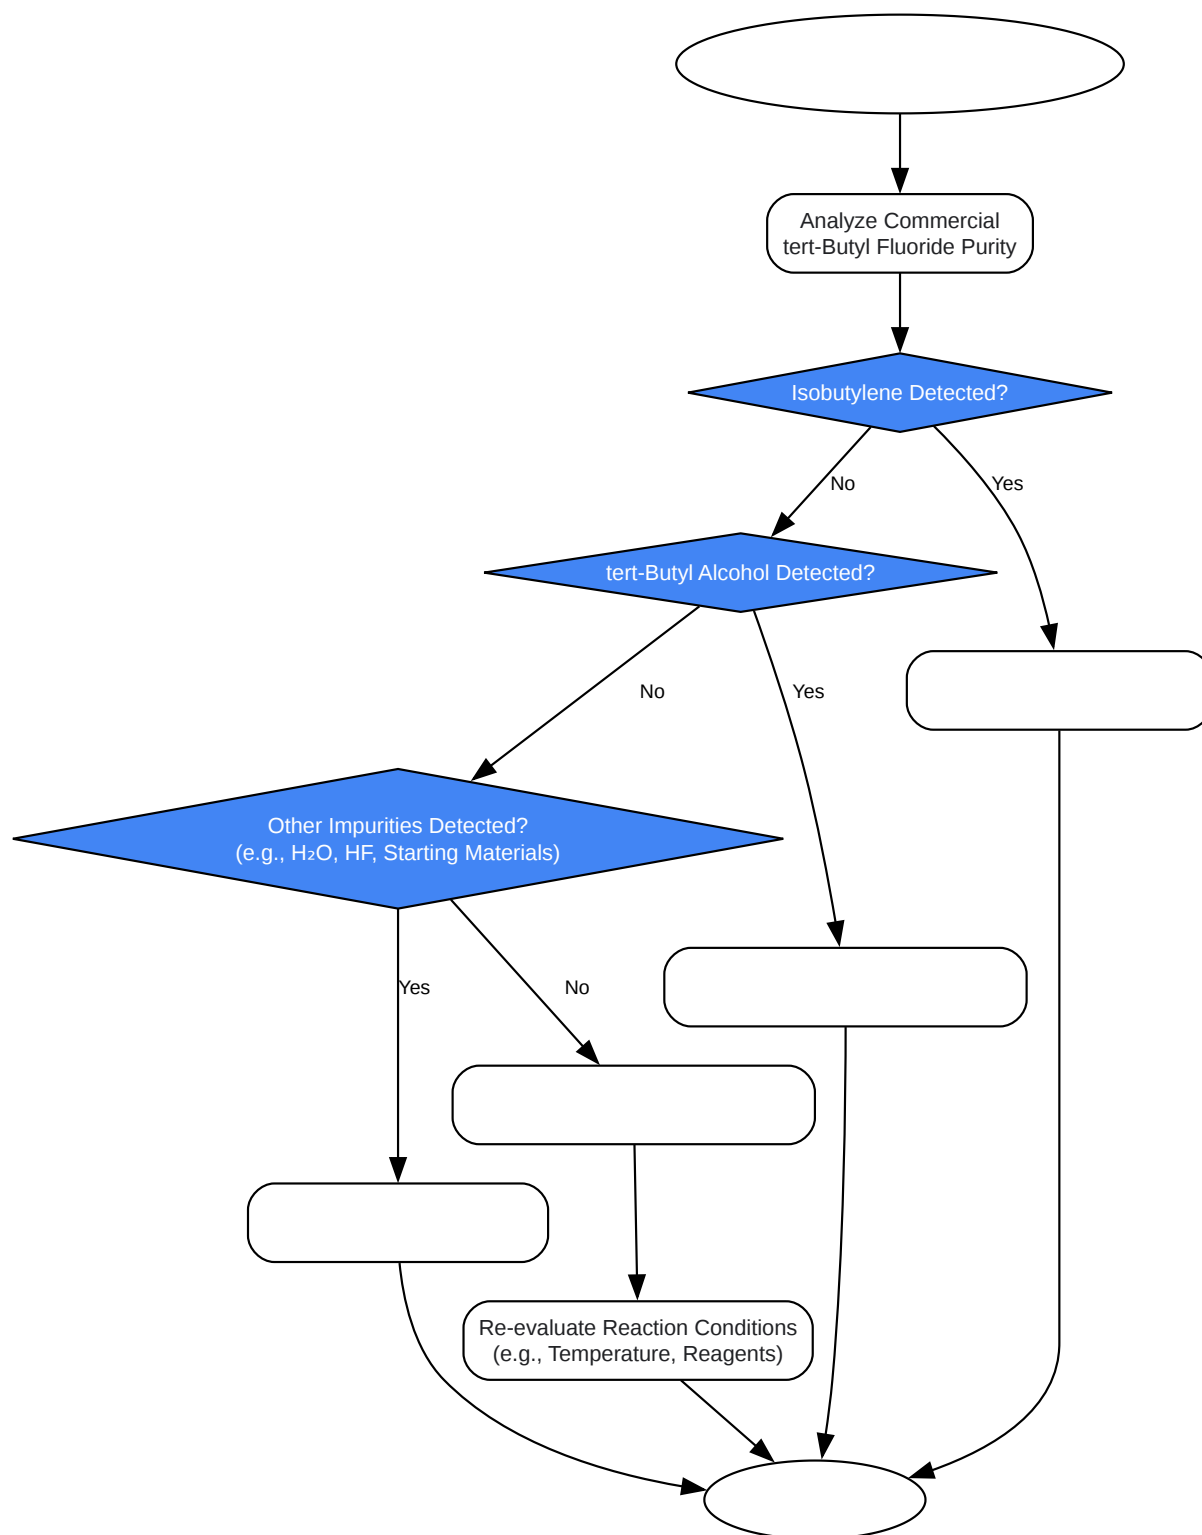 Analyze Commercial
tert-Butyl Fluoride Purity
Isobutylene Detected?
No
Yes
tert-Butyl Alcohol Detected?
No
Yes
Other Impurities Detected?
(e.g., H₂O, HF, Starting Materials)
Yes
No
Re-evaluate Reaction Conditions
(e.g., Temperature, Reagents)